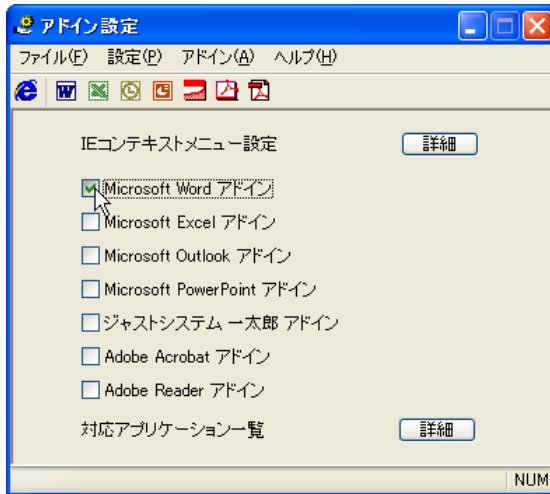 アドイン設定
ファイル(F) 設定(P) アドイン(A) ヘルプ(H)
IEコンテキストメニュー設定 詳細
Microsoft Word アドイン
Microsoft Excel アドイン
Microsoft Outlook アドイン
Microsoft PowerPoint アドイン
ジャストシステム 一太郎 アドイン
Adobe Acrobat アドイン
Adobe Reader アドイン
対応アプリケーション一覧 詳細
NUM